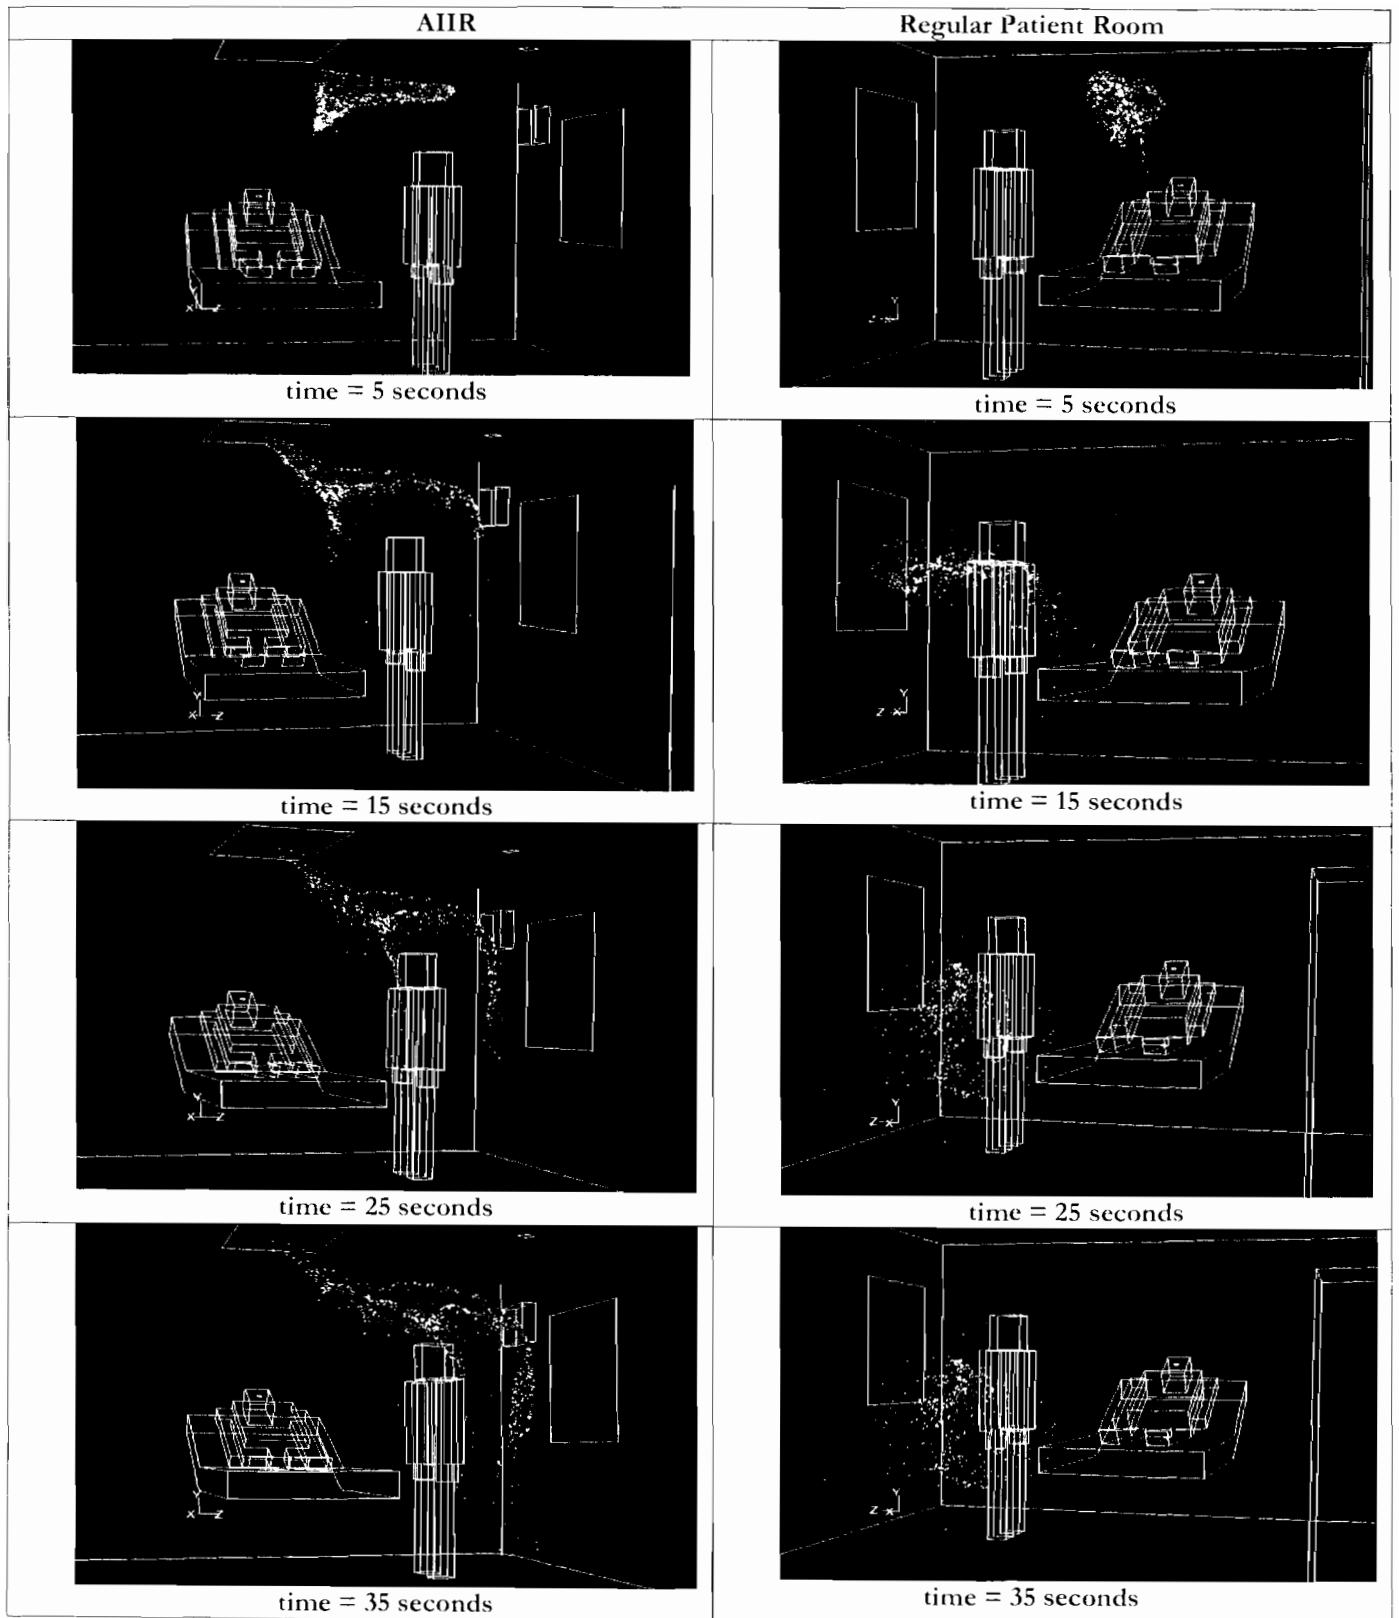 AIIR
Regular Patient Room
X Z
Y
Z X
time = 5 seconds
time = 5 seconds
Y
X Z
Y
Z X
time = 15 seconds
time = 15 seconds
Y
X Z
Y
Z X
time = 25 seconds
time = 25 seconds
Y
X Z
Y
Z X
time = 35 seconds
time = 35 seconds